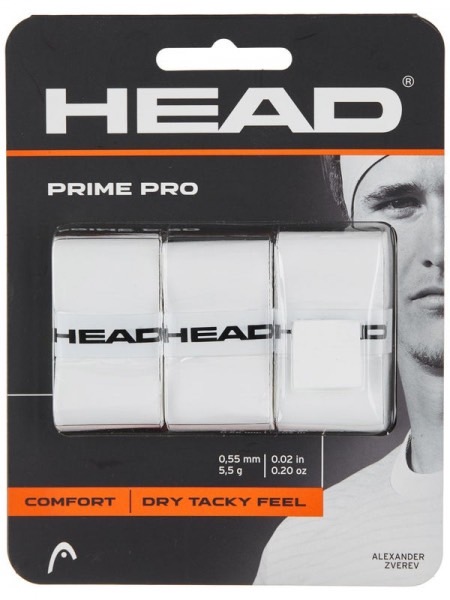 HEAD®
PRIME PRO
HEAD HEAD HEAD
0,55 mm | 0.02 in
5,5 g | 0.20 oz
COMFORT | DRY TACKY FEEL
ALEXANDER
ZVEREV